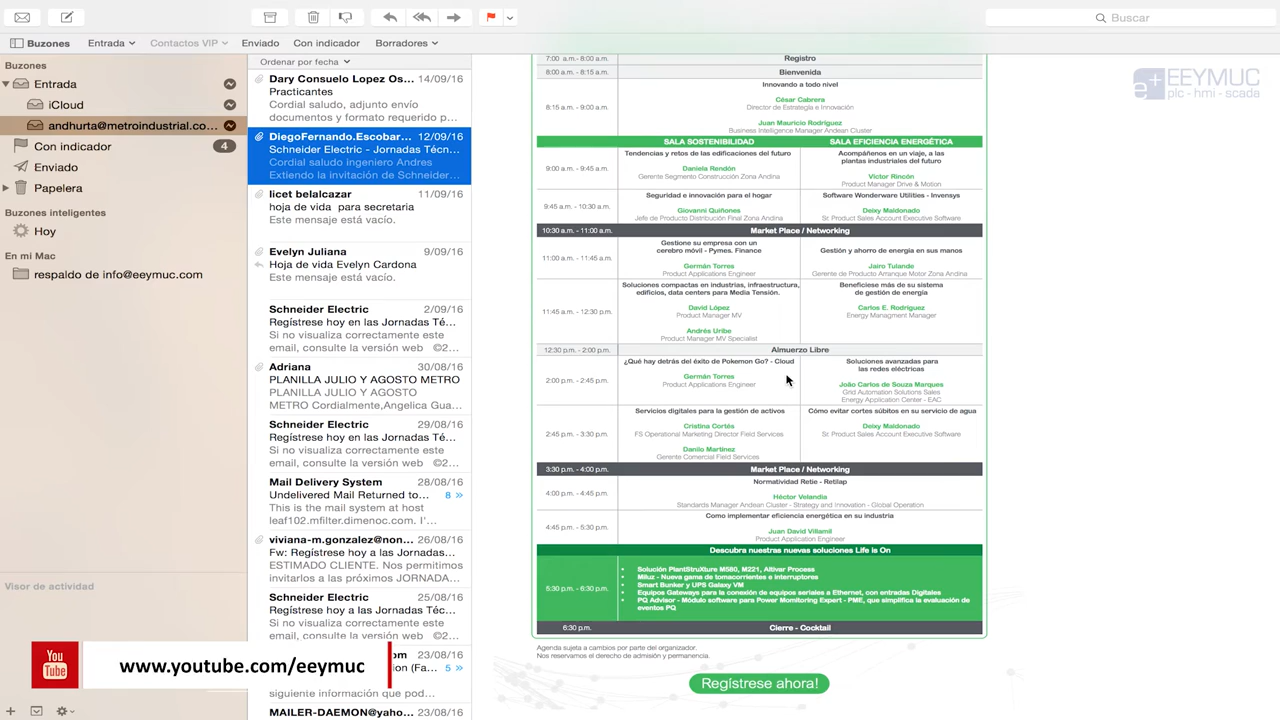 Buscar
Buzones
Entrada
Contactos VIP
Enviado
Con indicador
Borradores
Buzones
Entrada
iCloud
andhurta@metroindustrial.co...
Con indicador
4
Enviado
Papelera
Buzones inteligentes
Hoy
En mi Mac
respaldo de info@eeymuc.com
Visor de actividad
Ordenar por fecha
Dary Consuelo Lopez Os... 14/09/16
Practicantes
Cordial saludo, adjunto envío
documentos y formato requerido p...
DiegoFernando.Escobar... 12/09/16
Schneider Electric - Jornadas Técn...
Cordial saludo ingeniero Andres
Extiendo la invitación de Schneider...
licet belalcazar 11/09/16
hoja de vida para secretaria
Este mensaje está vacío.
Evelyn Juliana 9/09/16
Hoja de vida Evelyn Cardona
Este mensaje está vacío.
Schneider Electric 2/09/16
Regístrese hoy en las Jornadas Té...
Si no visualiza correctamente este
email, consulte la versión web ©2...
Adriana 30/08/16
PLANILLA JULIO Y AGOSTO METRO
PLANILLA JULIO Y AGOSTO
METRO Cordialmente,Angelica Gua...
Schneider Electric 29/08/16
Regístrese hoy en las Jornadas Té...
Si no visualiza correctamente este
email, consulte la versión web ©2...
Mail Delivery System 28/08/16
Undelivered Mail Returned to... 8 »
This is the mail system at host
leaf102.mfilter.dimenoc.com. I'...
viviana-m.gonzalez@non... 26/08/16
Fw: Regístrese hoy a las Jornadas...
ESTIMADO CLIENTE. Nos permitimos
invitarlos a las próximos JORNADA...
Schneider Electric 25/08/16
Regístrese hoy a las Jornadas Téc...
Si no visualiza correctamente este
email, consulte la versión web ©2...
om 23/08/16
ion (Fa... 5 »
siguiente información que podrás
MAILER-DAEMON@yaho... 23/08/16
7:00 a.m.- 8:00 a.m. Registro
8:00 a.m. - 8:15 a.m. Bienvenida
8:15 a.m. - 9:00 a.m.
Innovando a todo nivel
César Cabrera
Director de Estrategia e Innovación
Juan Mauricio Rodríguez
Business Intelligence Manager Andean Cluster
SALA SOSTENIBILIDAD SALA EFICIENCIA ENERGÉTICA
9:00 a.m. - 9:45 a.m.
Tendencias y retos de las edificaciones del futuro
Daniela Rendón
Gerente Segmento Construcción Zona Andina
Acompáñenos en un viaje, a las
plantas industriales del futuro
Víctor Rincón
Product Manager Drive & Motion
9:45 a.m. - 10:30 a.m.
Seguridad e innovación para el hogar
Giovanni Quiñones
Jefe de Producto Distribución Final Zona Andina
Software Wonderware Utilities - Invensys
Deixy Maldonado
Sr. Product Sales Account Executive Software
10:30 a.m. - 11:00 a.m. Market Place / Networking
11:00 a.m. - 11:45 a.m.
Gestione su empresa con un
cerebro móvil - Pymes. Finance
Germán Torres
Product Applications Engineer
Gestión y ahorro de energía en sus manos
Jairo Tulande
Gerente de Producto Arranque Motor Zona Andina
11:45 a.m. - 12:30 p.m.
Soluciones compactas en industrias, infraestructura,
edificios, data centers para Media Tensión.
David López
Product Manager MV
Andrés Uribe
Product Manager MV Specialist
Benefíciese más de su sistema
de gestión de energía
Carlos E. Rodríguez
Energy Managment Manager
12:30 p.m. - 2:00 p.m. Almuerzo Libre
2:00 p.m. - 2:45 p.m.
¿Qué hay detrás del éxito de Pokemon Go? - Cloud
Germán Torres
Product Applications Engineer
Soluciones avanzadas para
las redes eléctricas
João Carlos de Souza Marques
Grid Automation Solutions Sales
Energy Application Center - EAC
2:45 p.m. - 3:30 p.m.
Servicios digitales para la gestión de activos
Cristina Cortés
FS Operational Marketing Director Field Services
Danilo Martínez
Gerente Comercial Field Services
Cómo evitar cortes súbitos en su servicio de agua
Deixy Maldonado
Sr. Product Sales Account Executive Software
3:30 p.m. - 4:00 p.m. Market Place / Networking
4:00 p.m. - 4:45 p.m.
Normatividad Retie - Retilap
Héctor Velandia
Standards Manager Andean Cluster - Strategy and Innovation - Global Operation
4:45 p.m. - 5:30 p.m.
Como implementar eficiencia energética en su industria
Juan David Villamil
Product Application Engineer
Descubra nuestras nuevas soluciones Life is On
5:30 p.m. - 6:30 p.m.
Solución PlantStruXture M580, M221, Altivar Process
Miluz - Nueva gama de tomacorrientes e interruptores
Smart Bunker y UPS Galaxy VM
Equipos Gateways para la conexión de equipos seriales a Ethernet, con entradas Digitales
PQ Advisor - Módulo software para Power Monitoring Expert - PME, que simplifica la evaluación de
eventos PQ
6:30 p.m. Cierre - Cocktail
Agenda sujeta a cambios por parte del organizador.
Nos reservamos el derecho de admisión y permanencia.
Regístrese ahora!
e+ EEYMUC
plc - hmi - scada
You
Tube
www.youtube.com/eeymuc